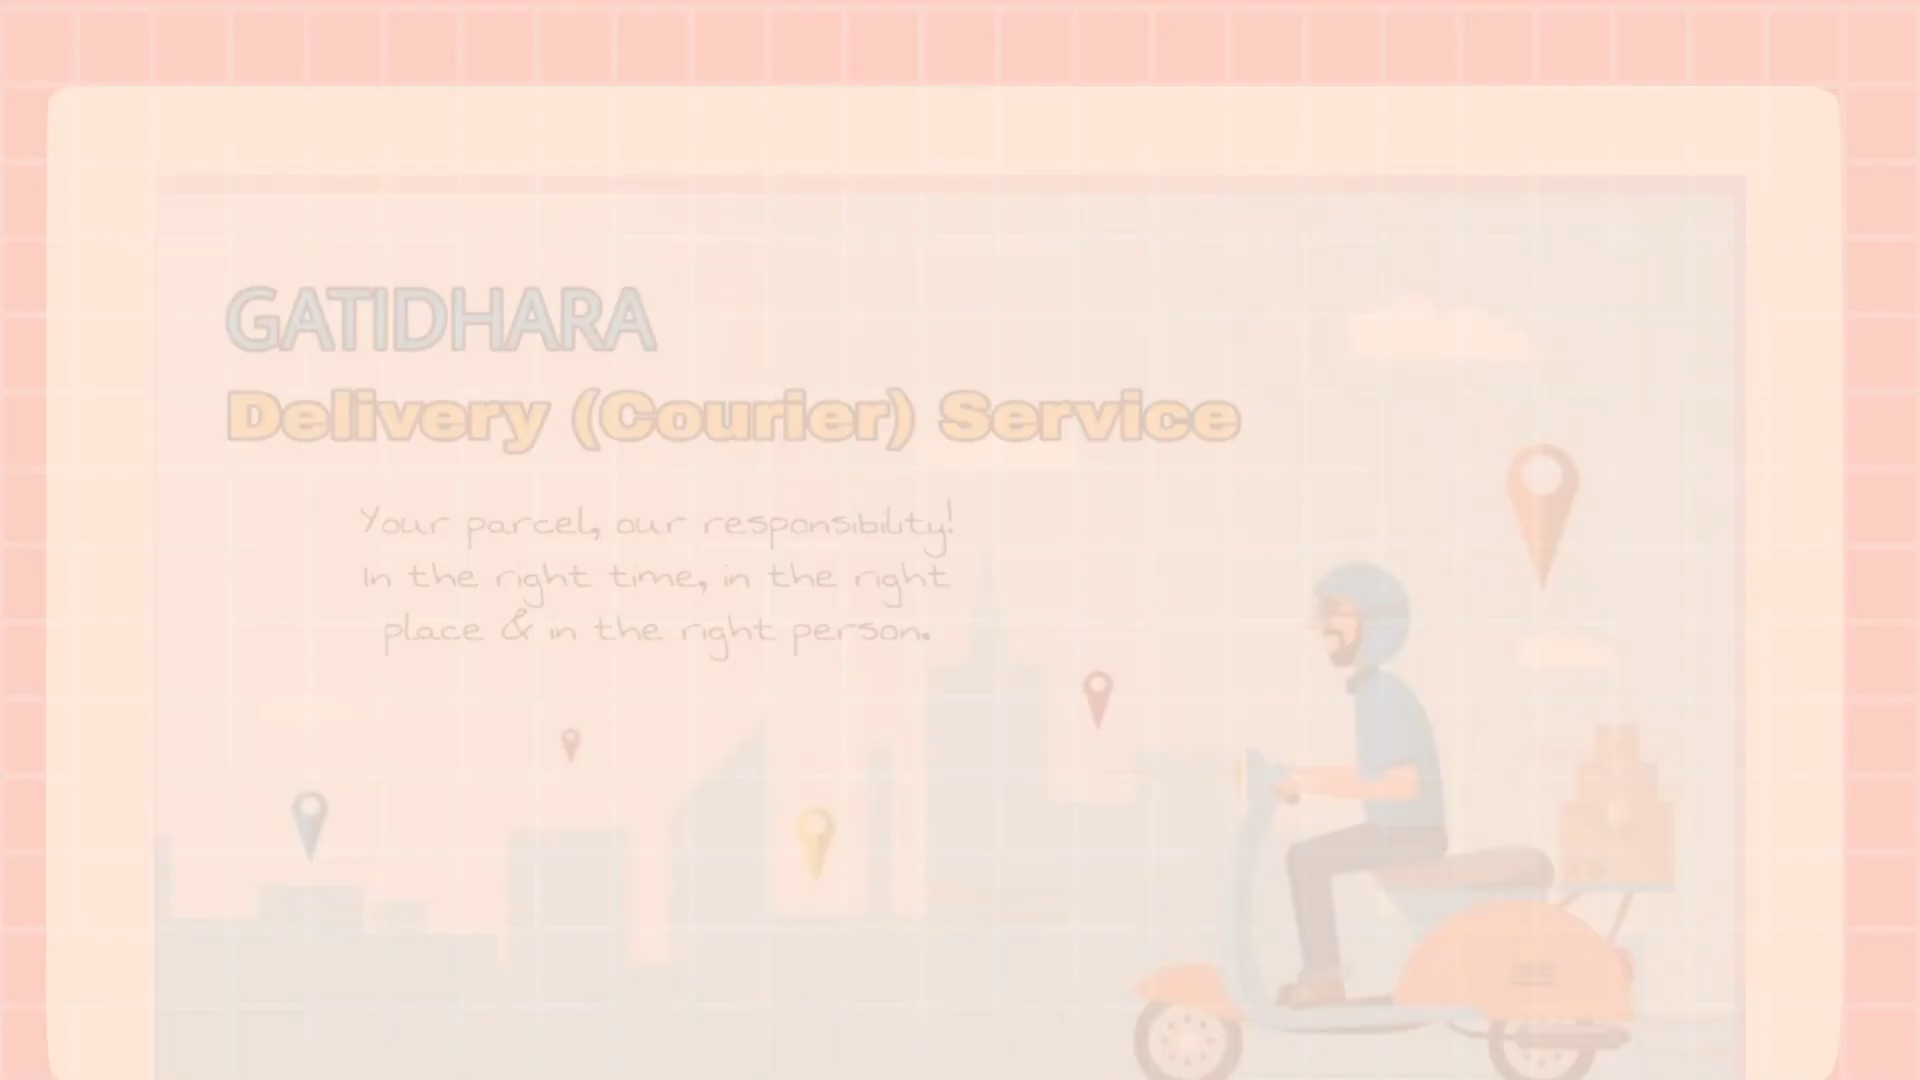 GATIDHARA
Delivery (Courier) Service
Your parcel, our responsibility!
In the right time, in the right
place & in the right person.